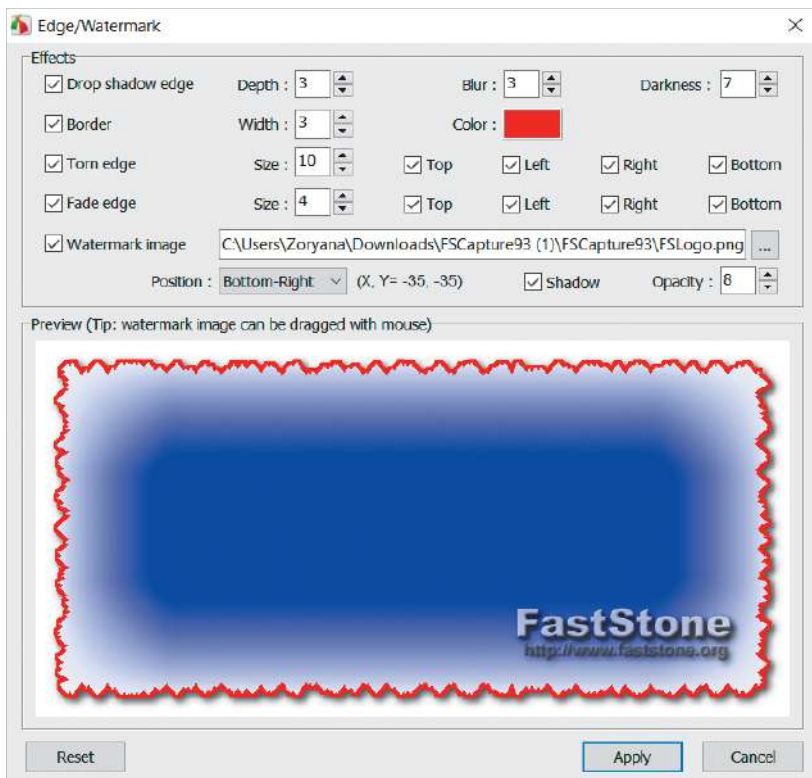 Edge/Watermark
Effects
Drop shadow edge Depth : 3 Blur : 3 Darkness : 7
Border Width : 3 Color :
Torn edge Size : 10 Top Left Right Bottom
Fade edge Size : 4 Top Left Right Bottom
Watermark image C:\Users\Zoryana\Downloads\FSCapture93 (1)\FSCapture93\FSLogo.png ...
Position : Bottom-Right (X, Y= -35, -35) Shadow Opacity : 8
Preview (Tip: watermark image can be dragged with mouse)
FastStone
http://www.faststone.org
Reset Apply Cancel